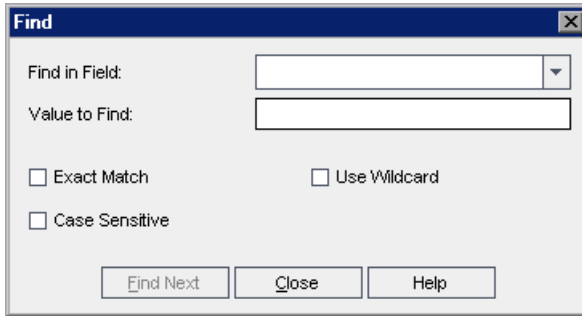 Find
Find in Field:
Value to Find:
Exact Match Use Wildcard
Case Sensitive
Find Next Close Help